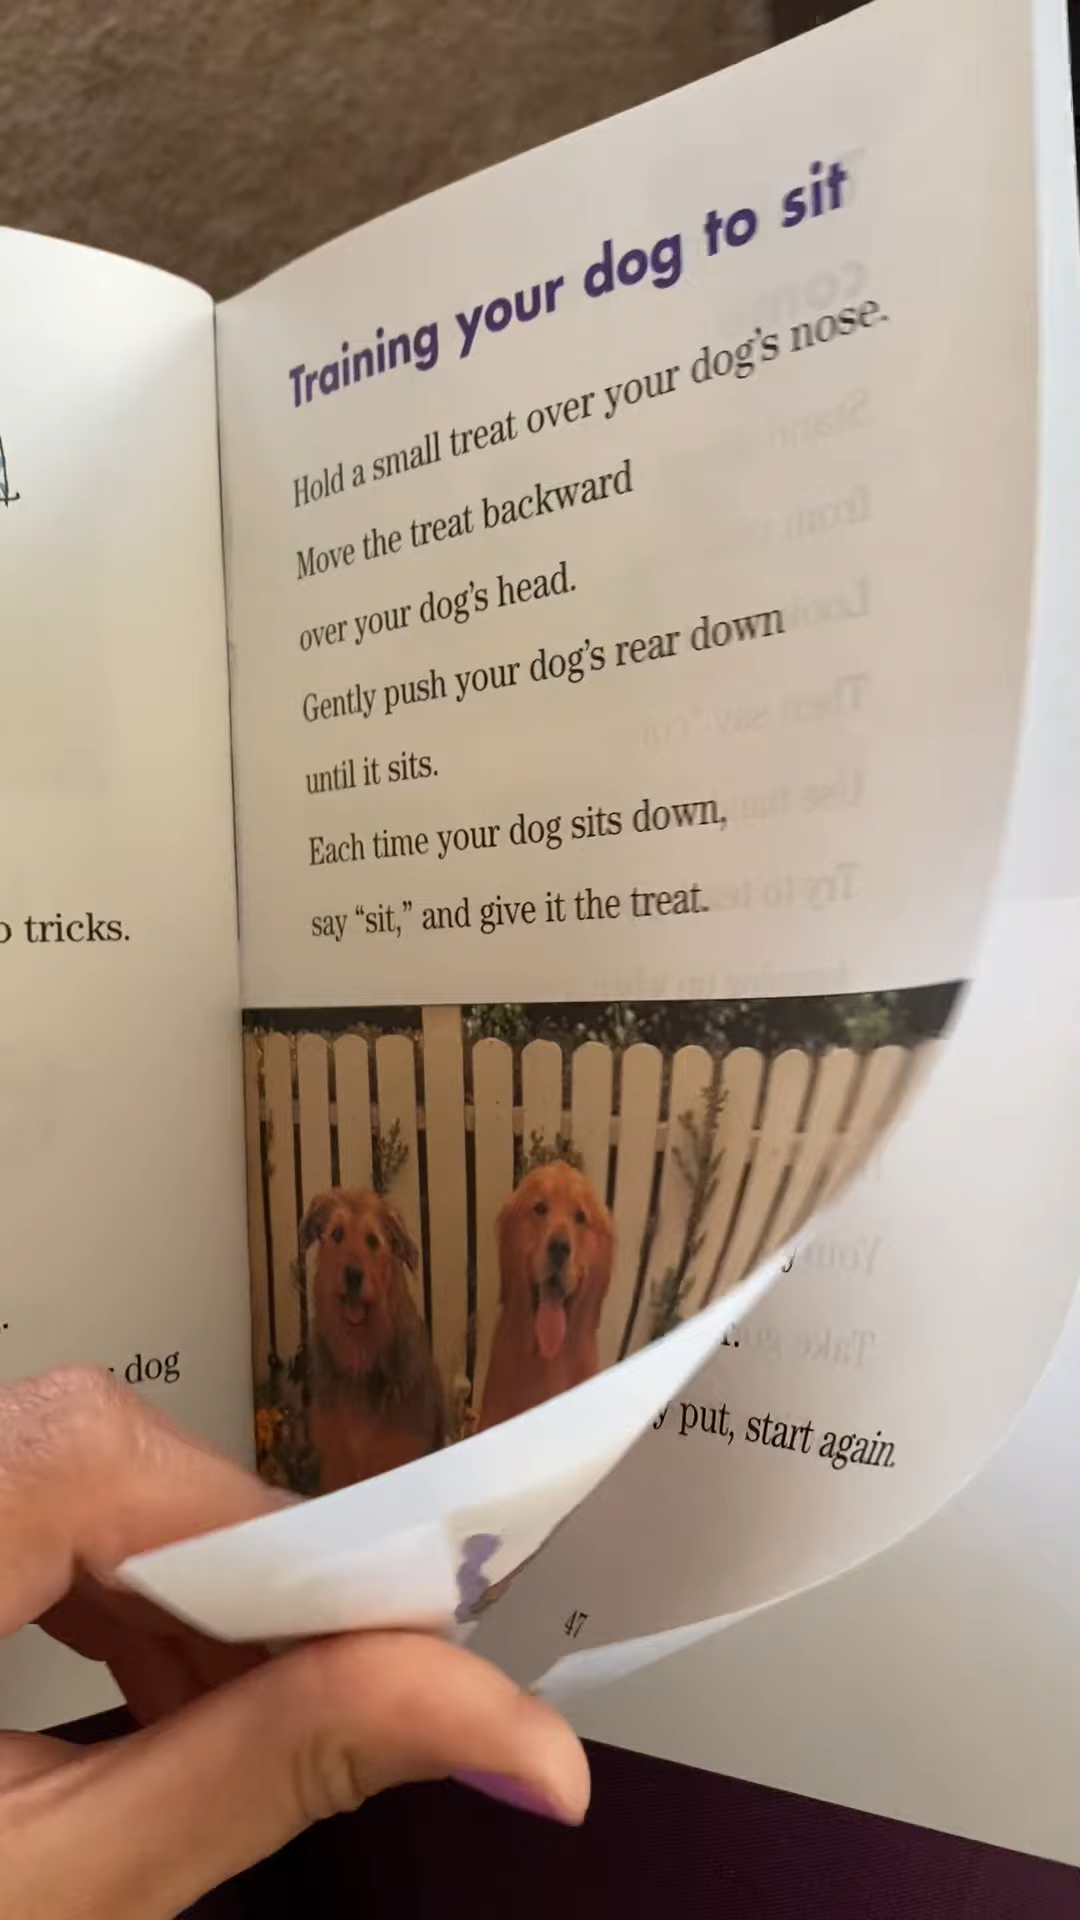 tricks.
dog
Training your dog to sit
Hold a small treat over your dog's nose.
Move the treat backward
over your dog's head.
Gently push your dog's rear down
until it sits.
Each time your dog sits down,
say “sit,” and give it the treat.
put, start again.
47